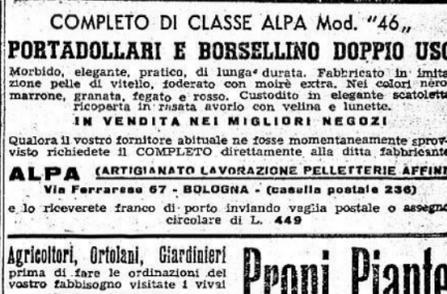 COMPLETO DI CLASSE ALPA Mod. "46„
PORTADOLLARI E BORSELLINO DOPPIO USO
Morbido, elegante, pratico, di lunga durata. Fabbricato in imita
zione pelle di vitello, foderato con moirè extra. Nei colori nero
marrone, granata, fegato e rosso. Custodito in elegante scatoletta
ricoperta in rasata avorio con velina e lunette.
IN VENDITA NEI MIGLIORI NEGOZI
Qualora il vostro fornitore abituale ne fosse momentaneamente sprov-
visto richiedete il COMPLETO direttamente alla ditta fabbricante
ALPA (ARTIGIANATO LAVORAZIONE PELLETTERIE AFFINI
Via Ferrarese 67 - BOLOGNA - (casella postale 236)
e lo riceverete franco di porto inviando vaglia postale o assegno
circolare di L. 449
Agricoltori, Ortolani, Giardinieri
prima di fare le ordinazioni del
vostro fabbisogno visitate i vivai
Proni Piante